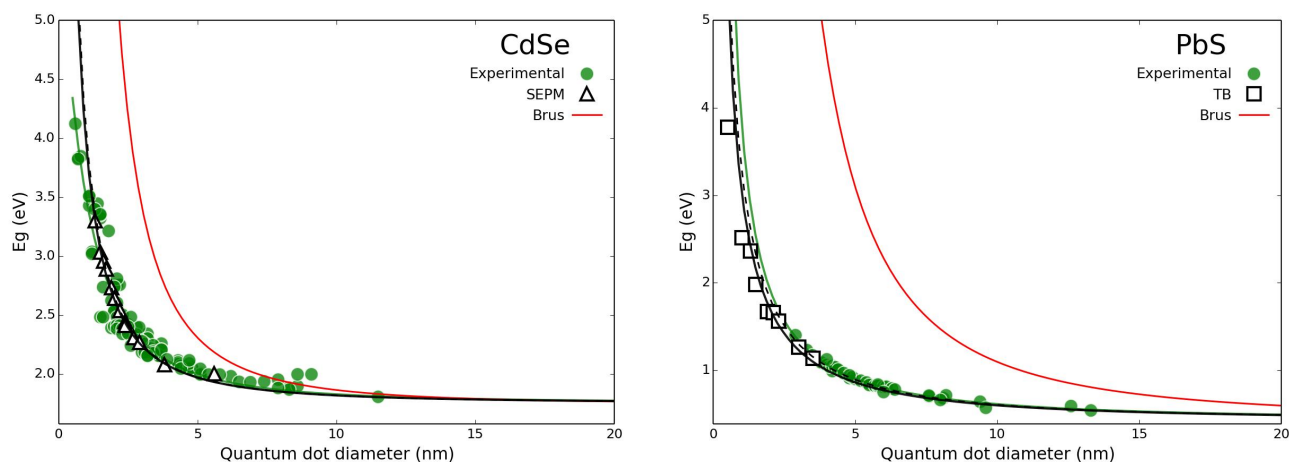 CdSe
Experimental
SEPM
Brus
5.0
4.5
4.0
3.5
3.0
2.5
2.0
0 5 10 15 20
Eg (eV)
Quantum dot diameter (nm)
PbS
Experimental
TB
Brus
5
4
3
2
1
0 5 10 15 20
Eg (eV)
Quantum dot diameter (nm)